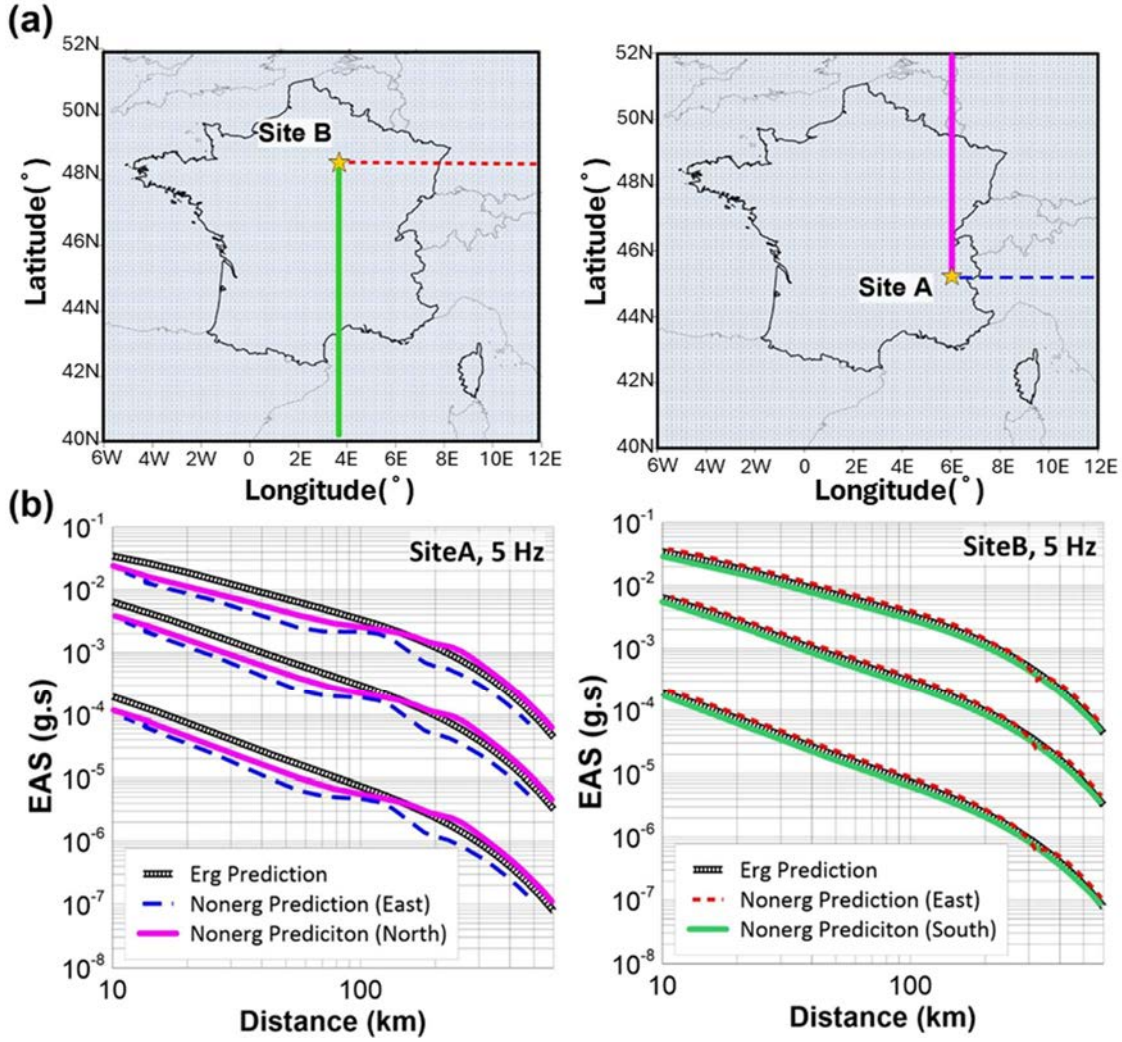 (a)
52N
50N
48N
46N
44N
42N
40N
Latitude(°)
Site B
6W 4W 2W 0 2E 4E 6E 8E 10E 12E
Longitude(°)
52N
50N
48N
46N
44N
42N
40N
Latitude(°)
Site A
6W 4W 2W 0 2E 4E 6E 8E 10E 12E
Longitude(°)
(b)
SiteA, 5 Hz
10-1
10-2
10-3
10-4
10-5
10-6
10-7
10-8
EAS (g.s)
Erg Prediction
Nonerg Prediction (East)
Nonerg Prediciton (North)
10 100
Distance (km)
SiteB, 5 Hz
10-1
10-2
10-3
10-4
10-5
10-6
10-7
10-8
EAS (g.s)
Erg Prediction
Nonerg Prediction (East)
Nonerg Prediciton (South)
10 100
Distance (km)